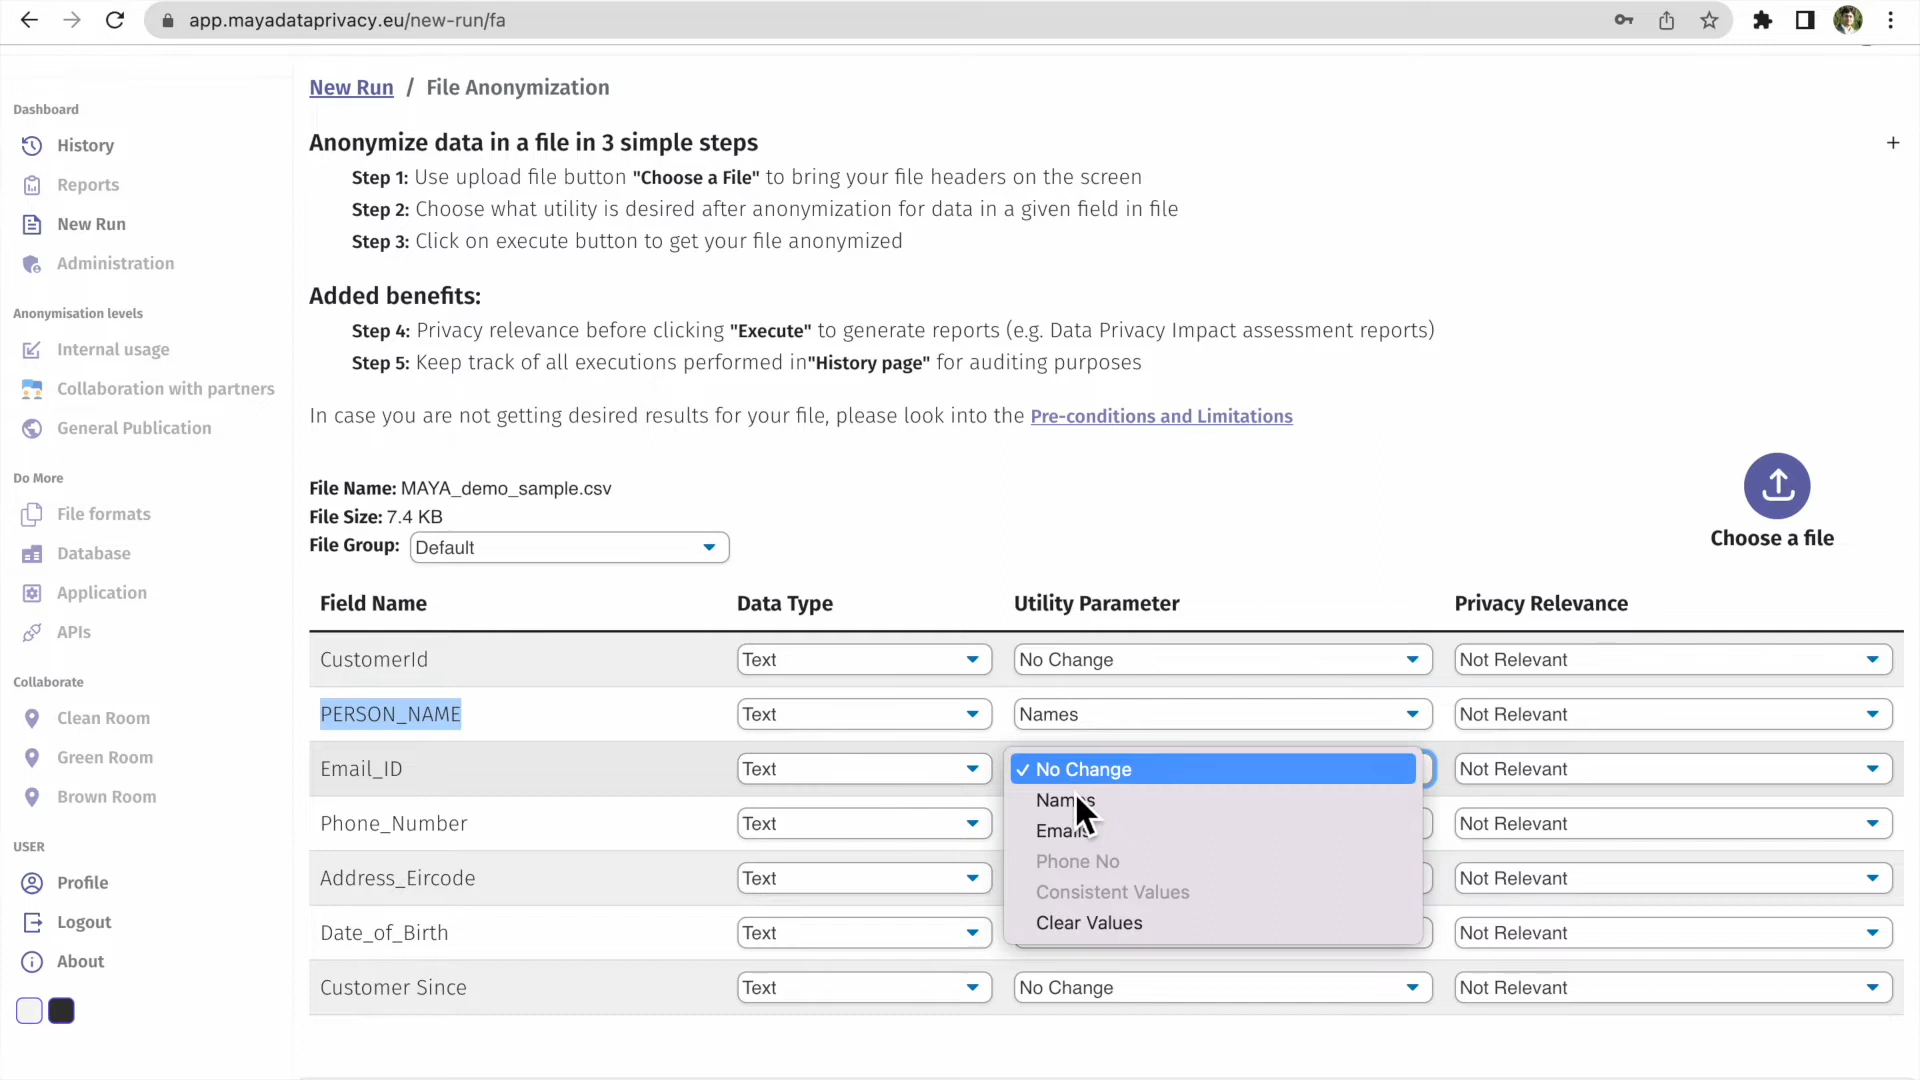 app.mayadataprivacy.eu/new-run/fa
New Run / File Anonymization
Dashboard
History
Reports
New Run
Administration
Anonymisation levels
Internal usage
Collaboration with partners
General Publication
Do More
File formats
Database
Application
APIs
Collaborate
Clean Room
Green Room
Brown Room
USER
Profile
Logout
About
Anonymize data in a file in 3 simple steps
Step 1: Use upload file button "Choose a File" to bring your file headers on the screen
Step 2: Choose what utility is desired after anonymization for data in a given field in file
Step 3: Click on execute button to get your file anonymized
Added benefits:
Step 4: Privacy relevance before clicking "Execute" to generate reports (e.g. Data Privacy Impact assessment reports)
Step 5: Keep track of all executions performed in"History page" for auditing purposes
In case you are not getting desired results for your file, please look into the Pre-conditions and Limitations
File Name: MAYA_demo_sample.csv
File Size: 7.4 KB
File Group: Default
Choose a file
Field Name Data Type Utility Parameter Privacy Relevance
CustomerId Text No Change Not Relevant
PERSON_NAME Text Names Not Relevant
Email_ID Text No Change Not Relevant
Names
Emails
Phone_Number Text Not Relevant
Phone No
Address_Eircode Text Not Relevant
Consistent Values
Clear Values
Date_of_Birth Text Not Relevant
Customer Since Text No Change Not Relevant